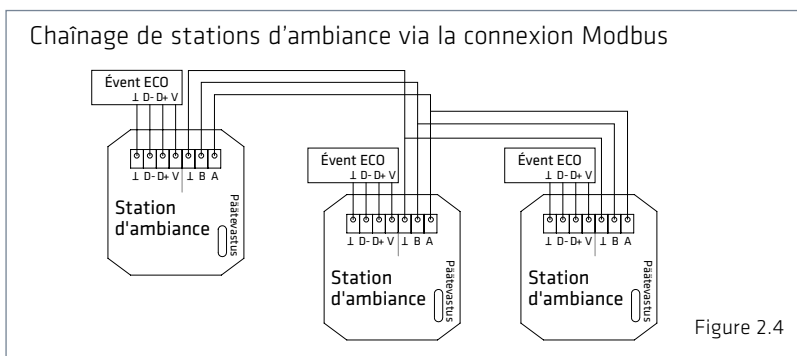 Chaînage de stations d'ambiance via la connexion Modbus
Évent ECO
⊥ D- D+ V
⊥ D- D+ V ⊥ B A
Station
d'ambiance
Päätevastus
Évent ECO
⊥ D- D+ V
⊥ D- D+ V ⊥ B A
Station
d'ambiance
Päätevastus
Évent ECO
⊥ D- D+ V
⊥ D- D+ V ⊥ B A
Station
d'ambiance
Päätevastus
Figure 2.4